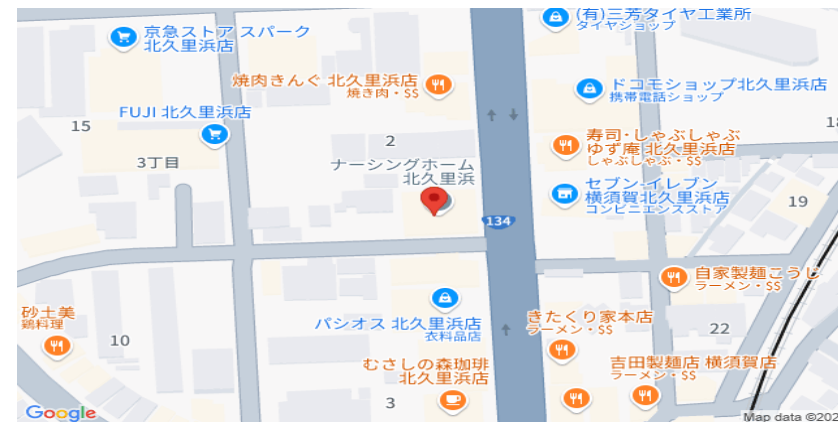 京急ストア スパーク
北久里浜店
(有)三芳タイヤ工業所
タイヤショップ
焼肉きんぐ 北久里浜店
焼き肉・$$
ドコモショップ北久里浜店
携帯電話ショップ
FUJI 北久里浜店
15
3丁目
2
寿司・しゃぶしゃぶ
ゆず庵 北久里浜店
しゃぶしゃぶ・$$
18
ナーシングホーム
北久里浜
セブン-イレブン
横須賀北久里浜店
コンビニエンスストア
19
134
自家製麺こうじ
ラーメン・$$
砂土美
鶏料理
10
パシオス 北久里浜店
衣料品店
きたくり家本店
ラーメン・$$
22
むさしの森珈琲
北久里浜店
吉田製麺店 横須賀店
ラーメン・$$
3
Google
Map data ©202